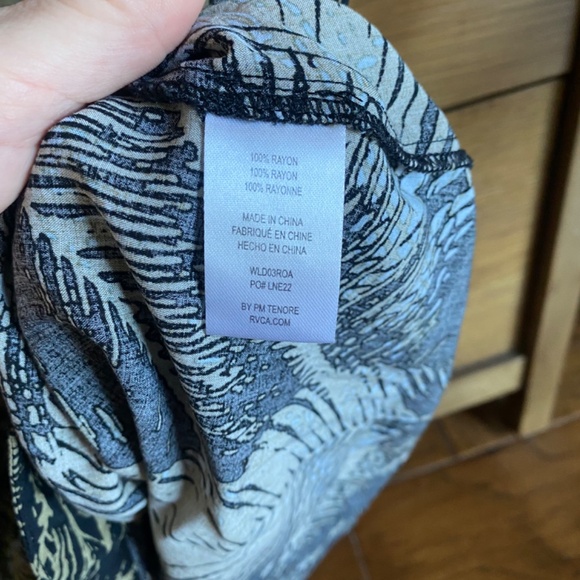 100% RAYON
100% RAYON
100% RAYONNE
MADE IN CHINA
FABRIQUÉ EN CHINE
HECHO EN CHINA
WLD03ROA
PO# LNE22
BY PM TENORE
RVCA.COM